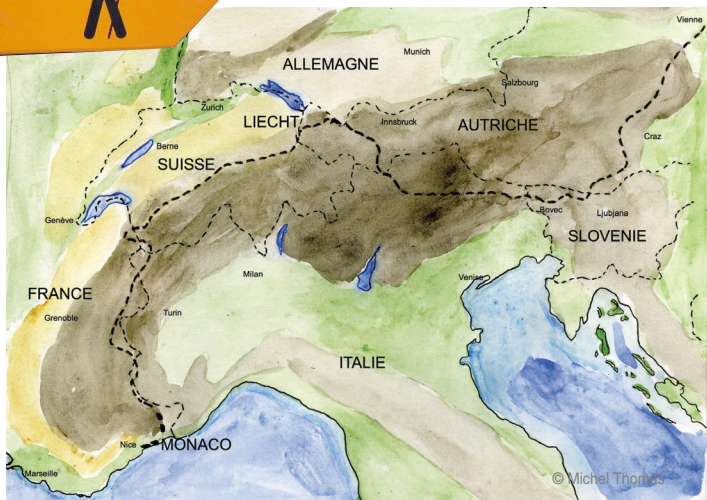 Vienne
Munich
ALLEMAGNE
Salzbourg
Zurich
LIECHT
Innsbruck
AUTRICHE
Craz
Berne
SUISSE
Genève
Bovec
Ljubjana
SLOVENIE
Milan
Venise
FRANCE
Grenoble
Turin
ITALIE
Nice
MONACO
Marseille
© Michel Thomas